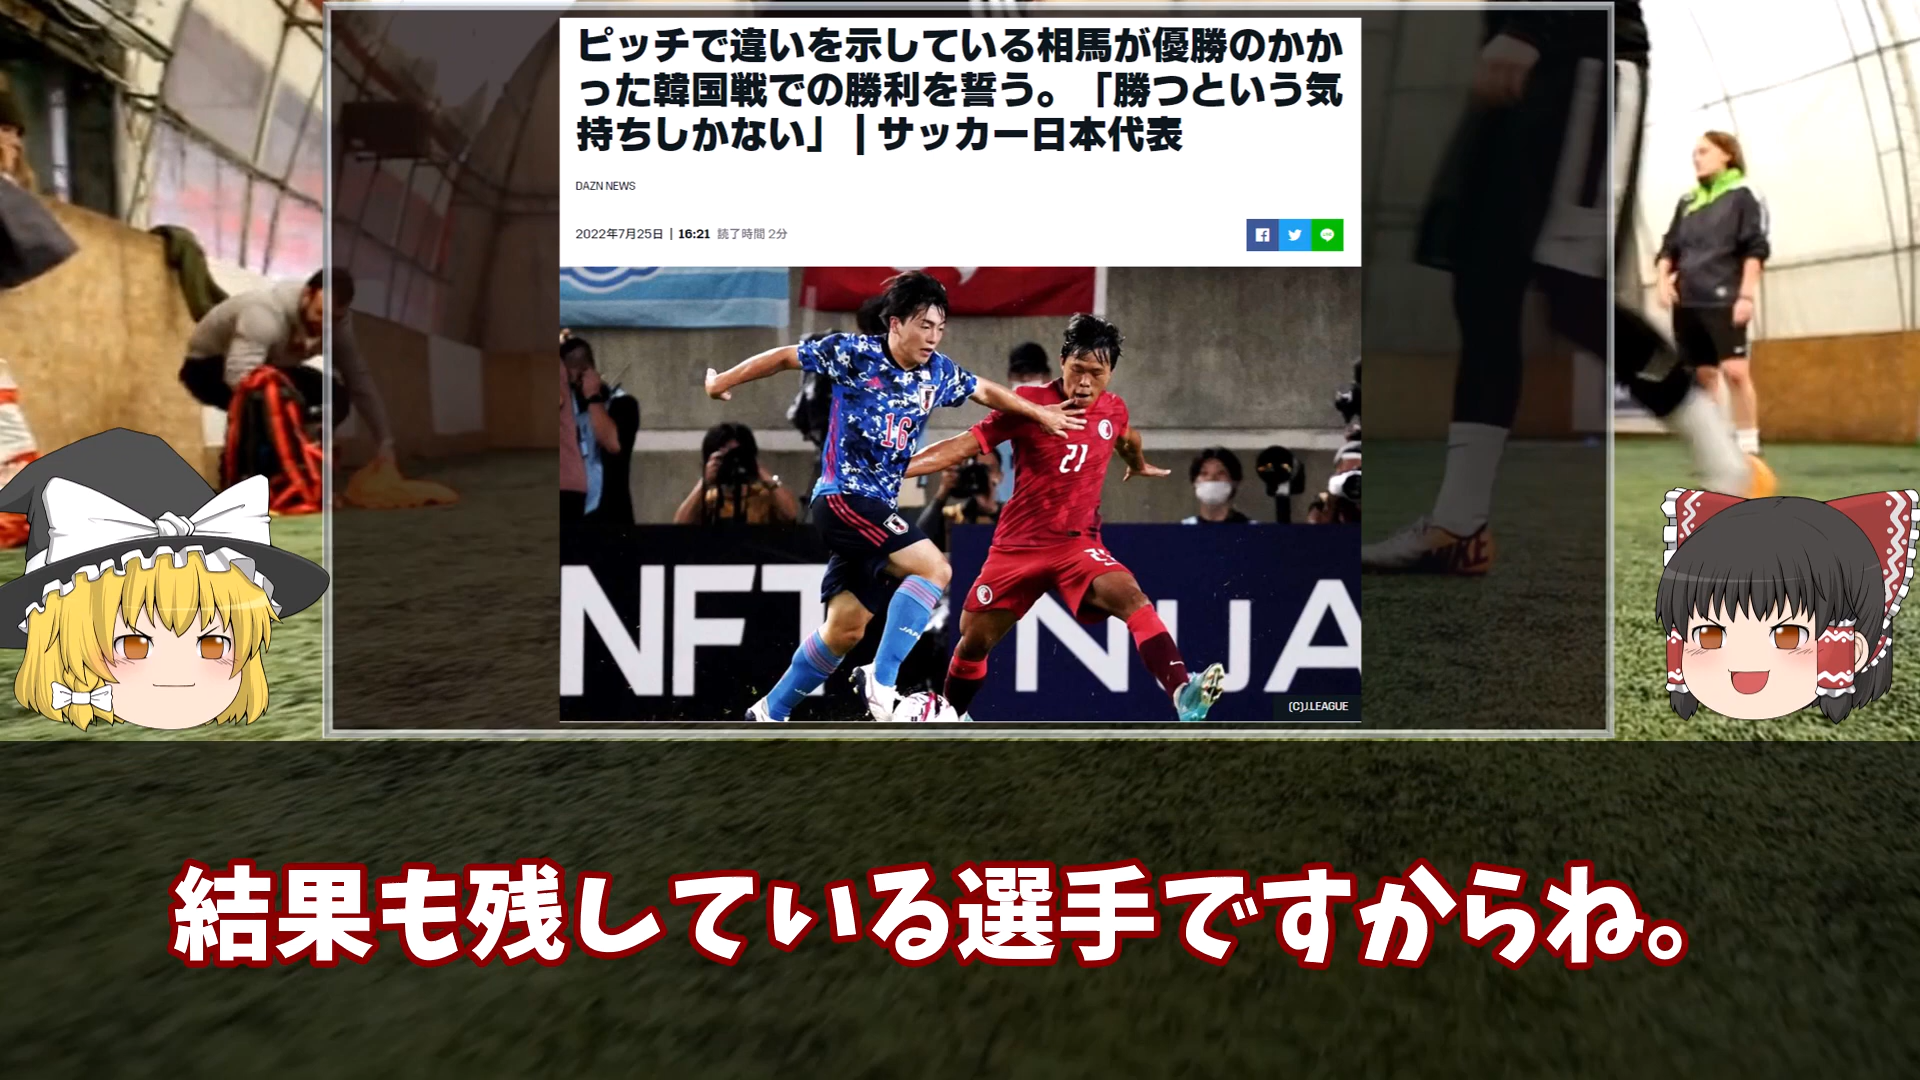 ピッチで違いを示している相馬が優勝のかか
った韓国戦での勝利を誓う。「勝つという気
持ちしかない」 | サッカー日本代表
DAZN NEWS
2022年7月25日 | 16:21 読了時間 2分
16
21
NFT
NUA
(C)J.LEAGUE
NIKE
結果も残している選手ですからね。